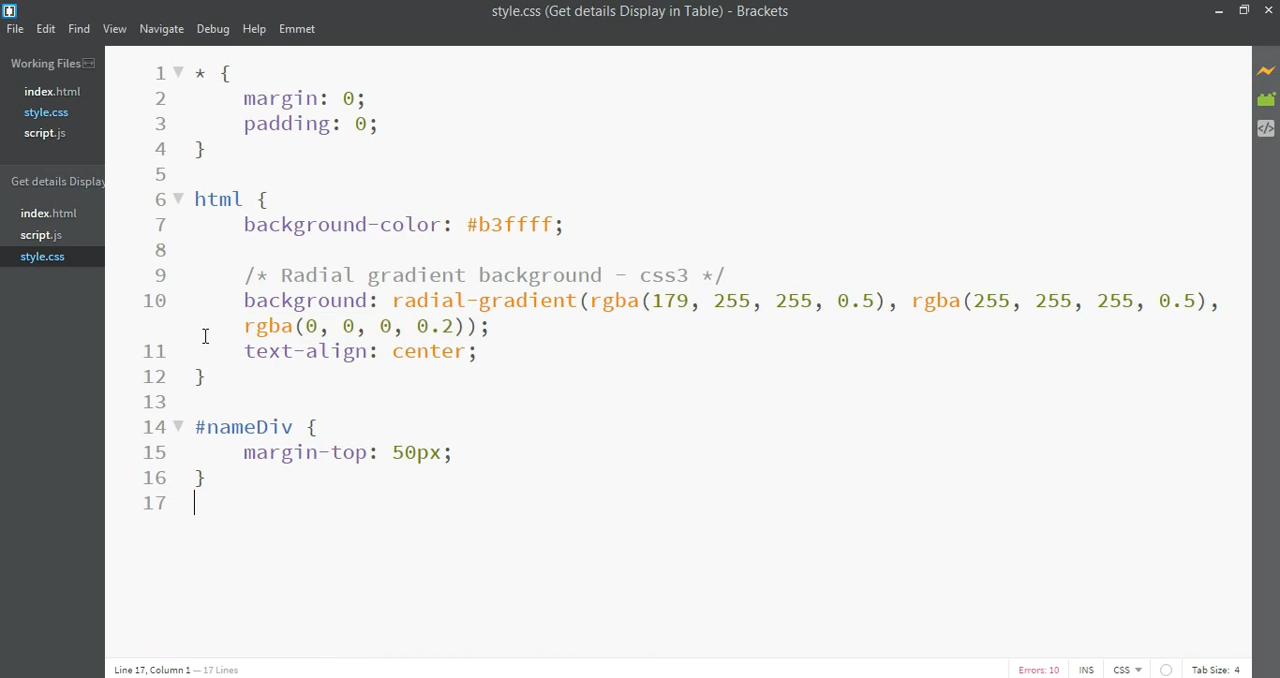 style.css (Get details Display in Table) - Brackets
File Edit Find View Navigate Debug Help Emmet
Working Files
index.html
style.css
script.js
Get details Display
index.html
script.js
style.css
1 * {
2     margin: 0;
3     padding: 0;
4 }
5
6 html {
7     background-color: #b3ffff;
8
9     /* Radial gradient background - css3 */
10     background: radial-gradient(rgba(179, 255, 255, 0.5), rgba(255, 255, 255, 0.5),
    rgba(0, 0, 0, 0.2));
11     text-align: center;
12 }
13
14 #nameDiv {
15     margin-top: 50px;
16 }
17
Line 17, Column 1 — 17 Lines
Errors: 10 INS CSS Tab Size: 4